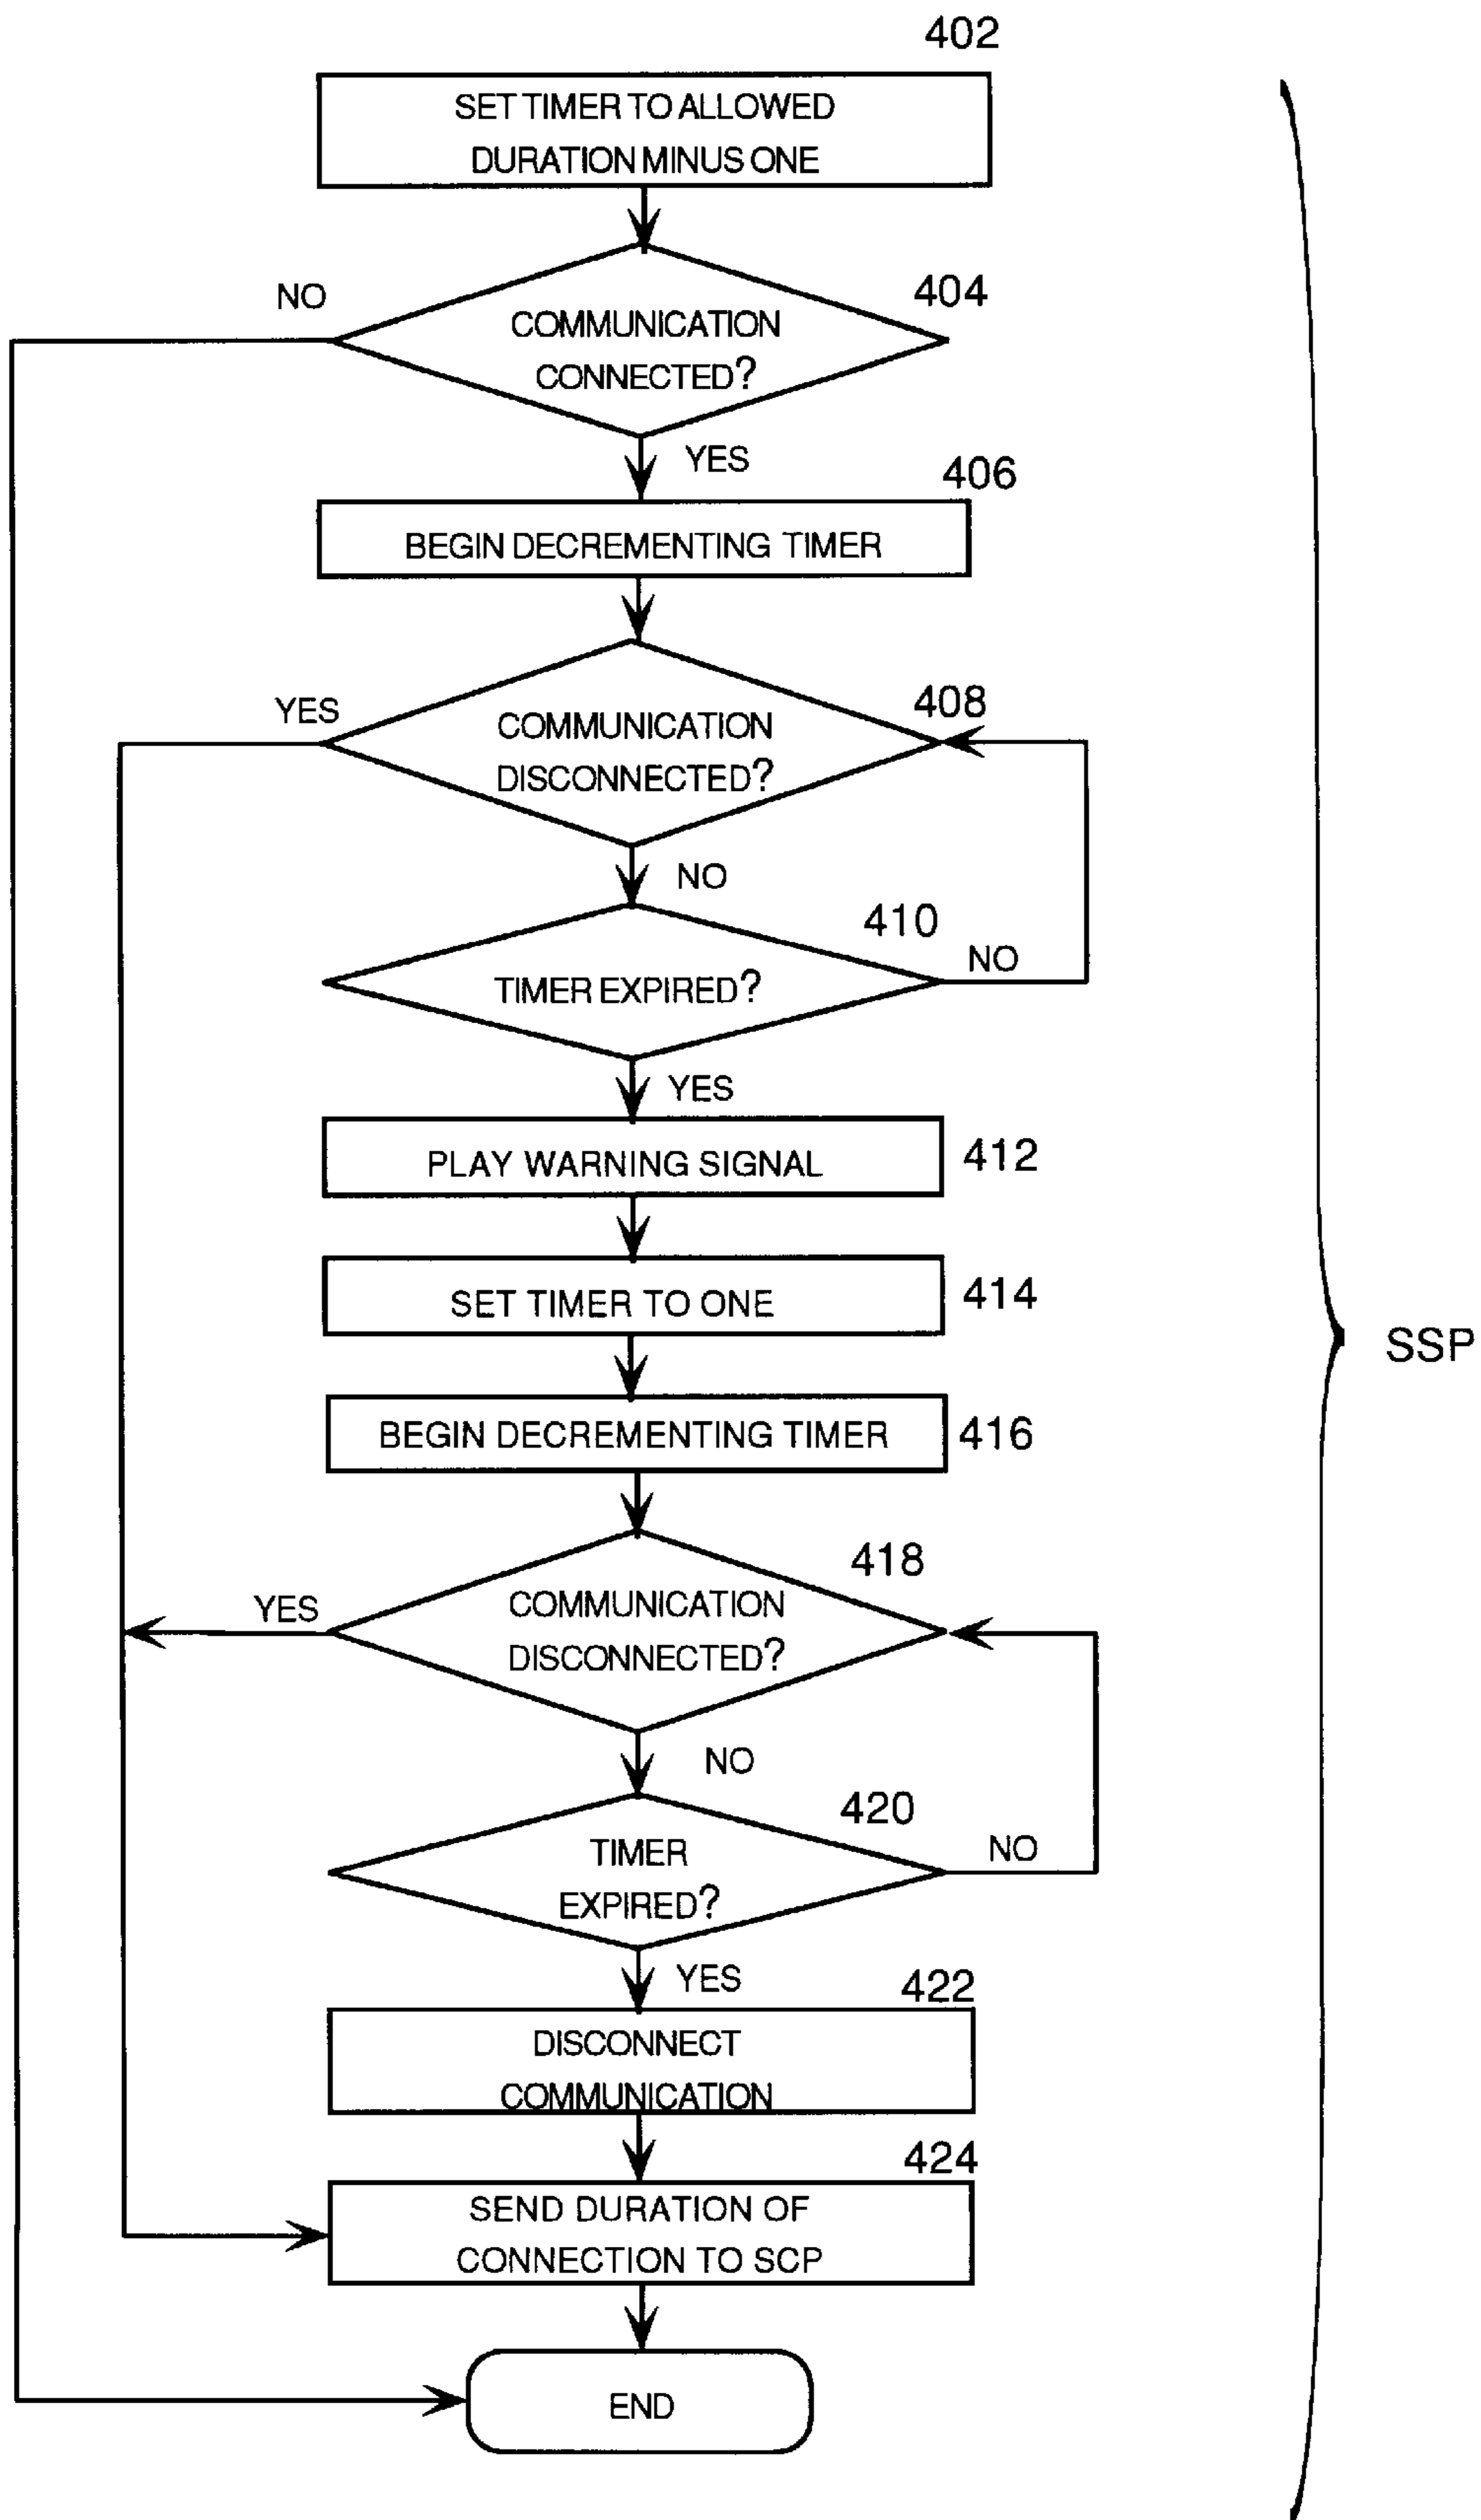 402
SET TIMER TO ALLOWED
DURATION MINUS ONE
NO
404
COMMUNICATION
CONNECTED?
YES
406
BEGIN DECREMENTING TIMER
YES
408
COMMUNICATION
DISCONNECTED?
NO
410
NO
TIMER EXPIRED?
YES
PLAY WARNING SIGNAL
412
SET TIMER TO ONE
414
SSP
BEGIN DECREMENTING TIMER
416
418
YES
COMMUNICATION
DISCONNECTED?
NO
420
TIMER
EXPIRED?
NO
YES
422
DISCONNECT
COMMUNICATION
424
SEND DURATION OF
CONNECTION TO SCP
END